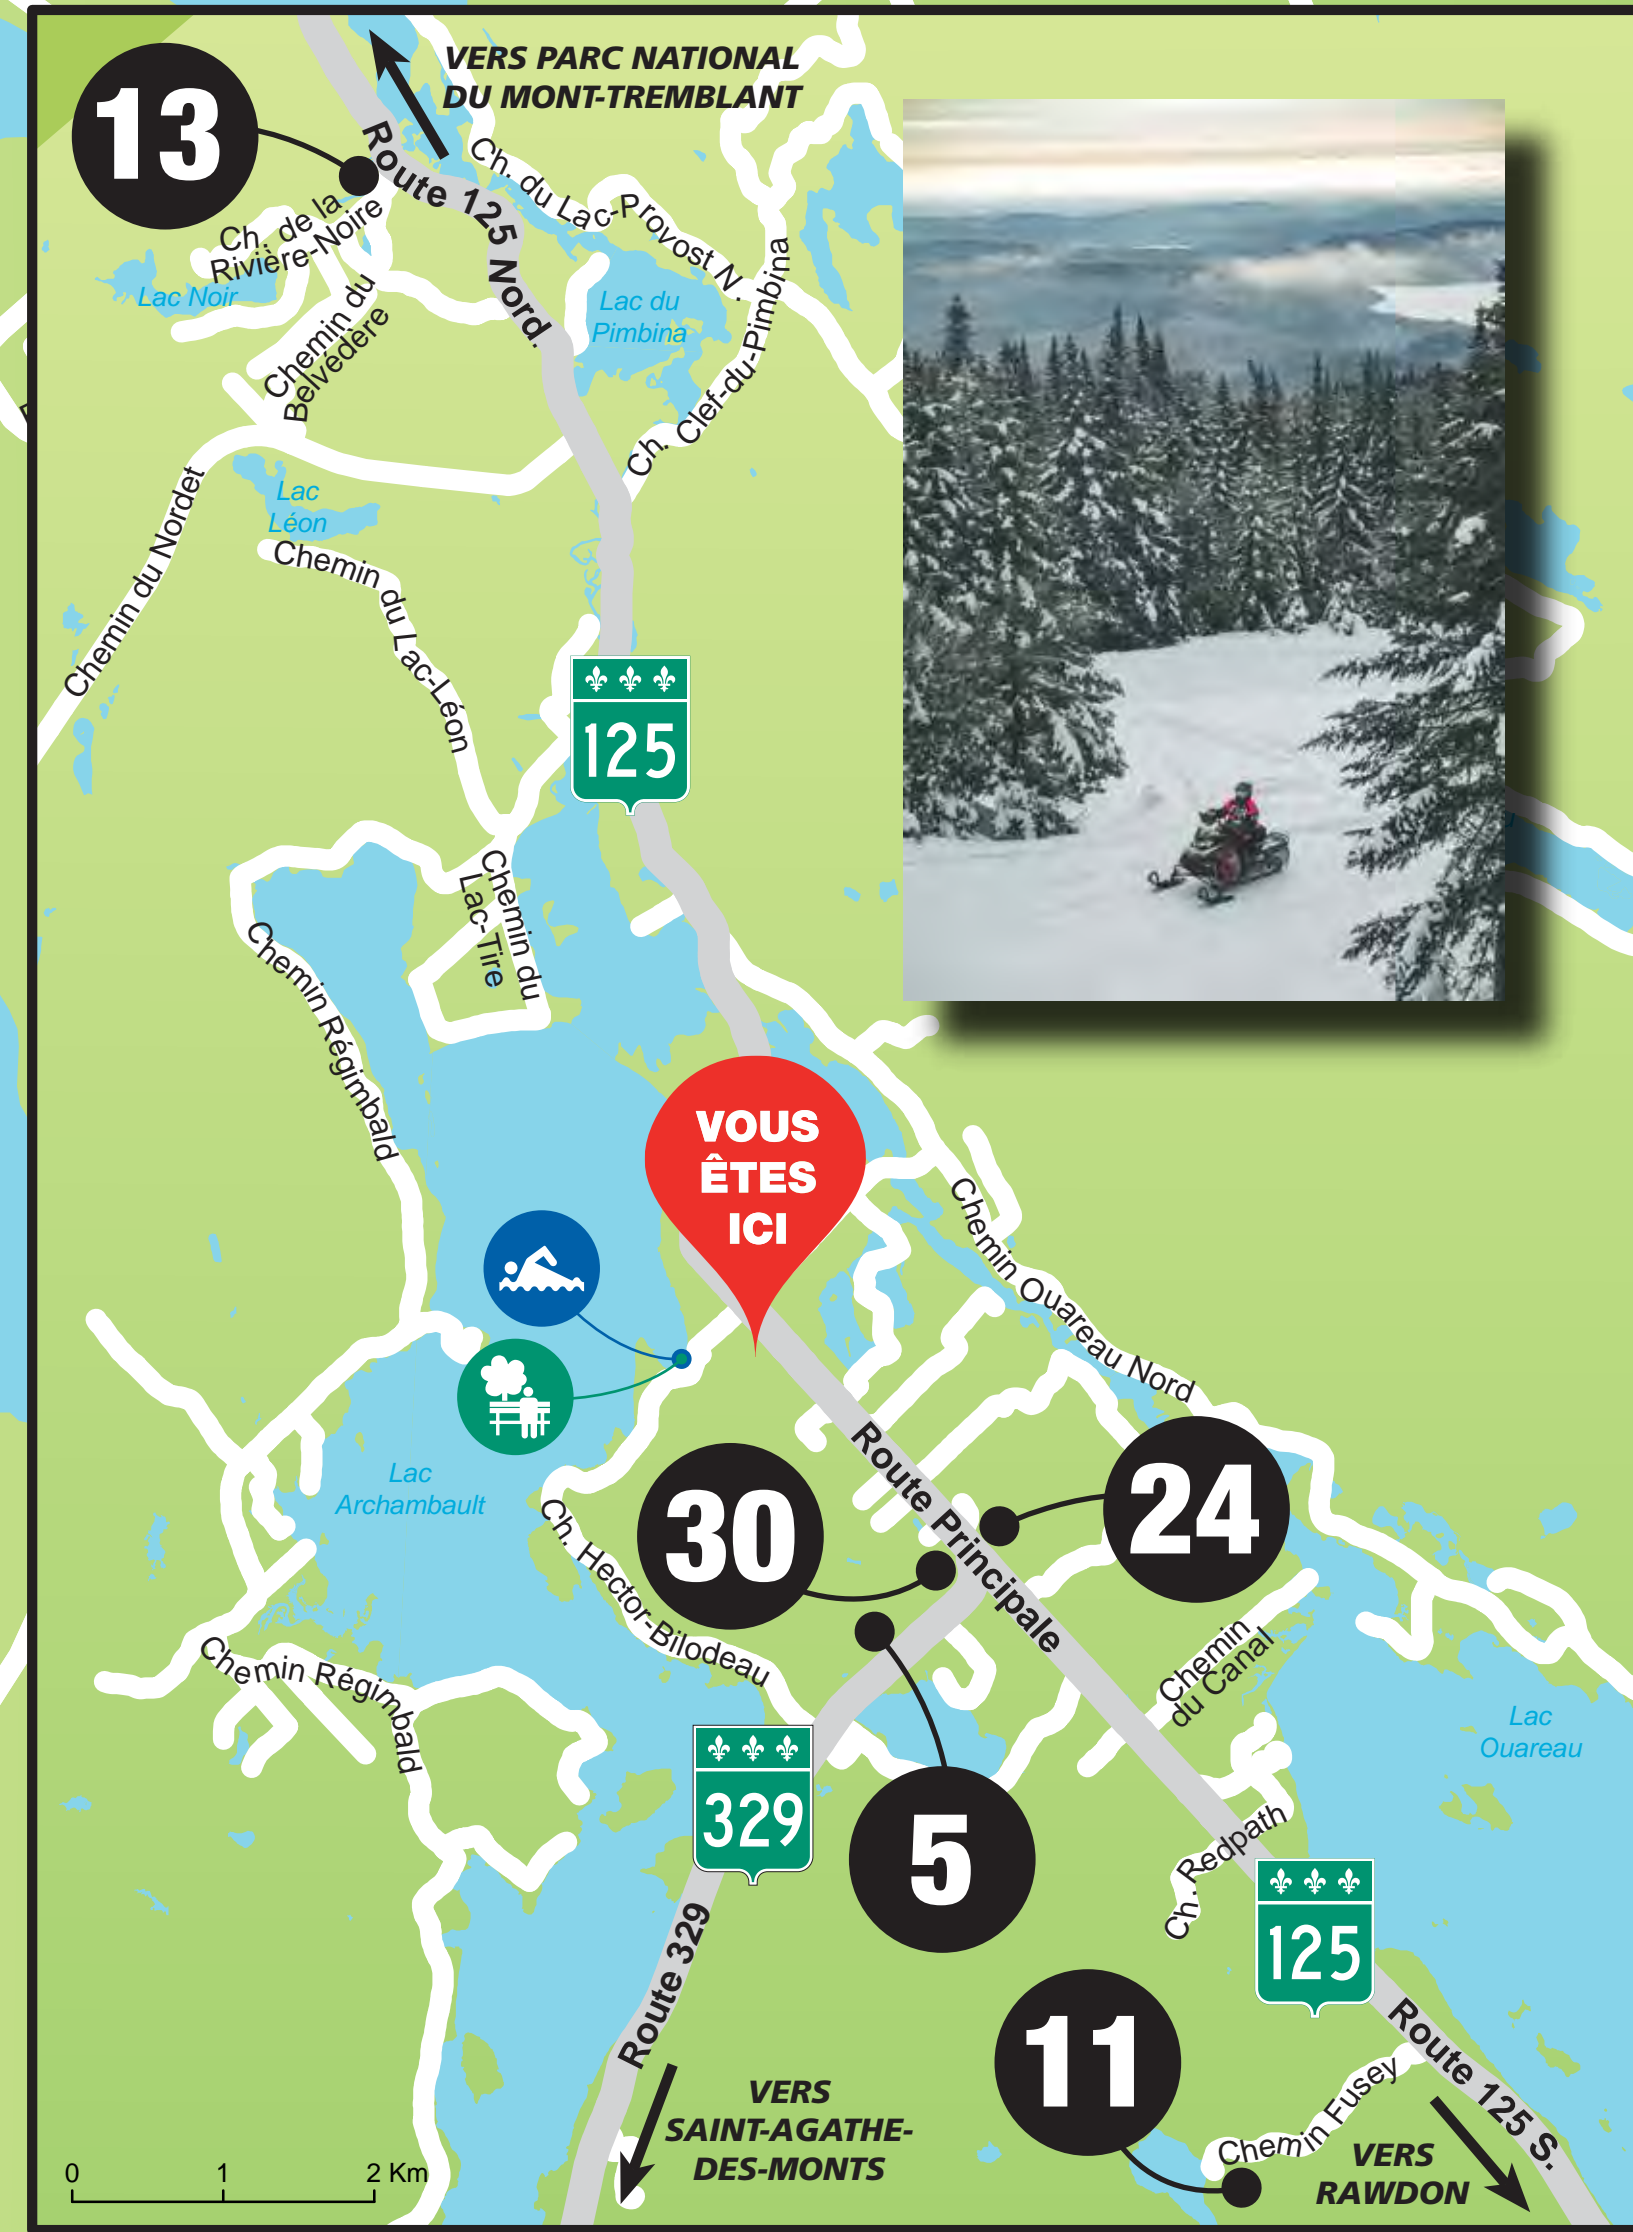 VERS PARC NATIONAL
DU MONT-TREMBLANT
13
Route 125 Nord.
Ch. du Lac-Provost N.
Ch. de la
Rivière-Noire
Lac Noir
Chemin du
Belvédère
Lac du
Pimbina
Ch. Clef-du-Pimbina
Lac
Léon
Chemin du Nordet
Chemin du Lac-Léon
125
Chemin du
Lac-Tire
Chemin Régimbald
VOUS
ÊTES
ICI
Chemin Ouareau Nord
Lac
Archambault
Route Principale
30
24
Ch. Hector-Bilodeau
Chemin
du Canal
Chemin Régimbald
Lac
Ouareau
329
5
Ch. Redpath
125
Route 329
11
Route 125 S.
Chemin Fusey
VERS
SAINT-AGATHE-
DES-MONTS
VERS
RAWDON
0 1 2 Km